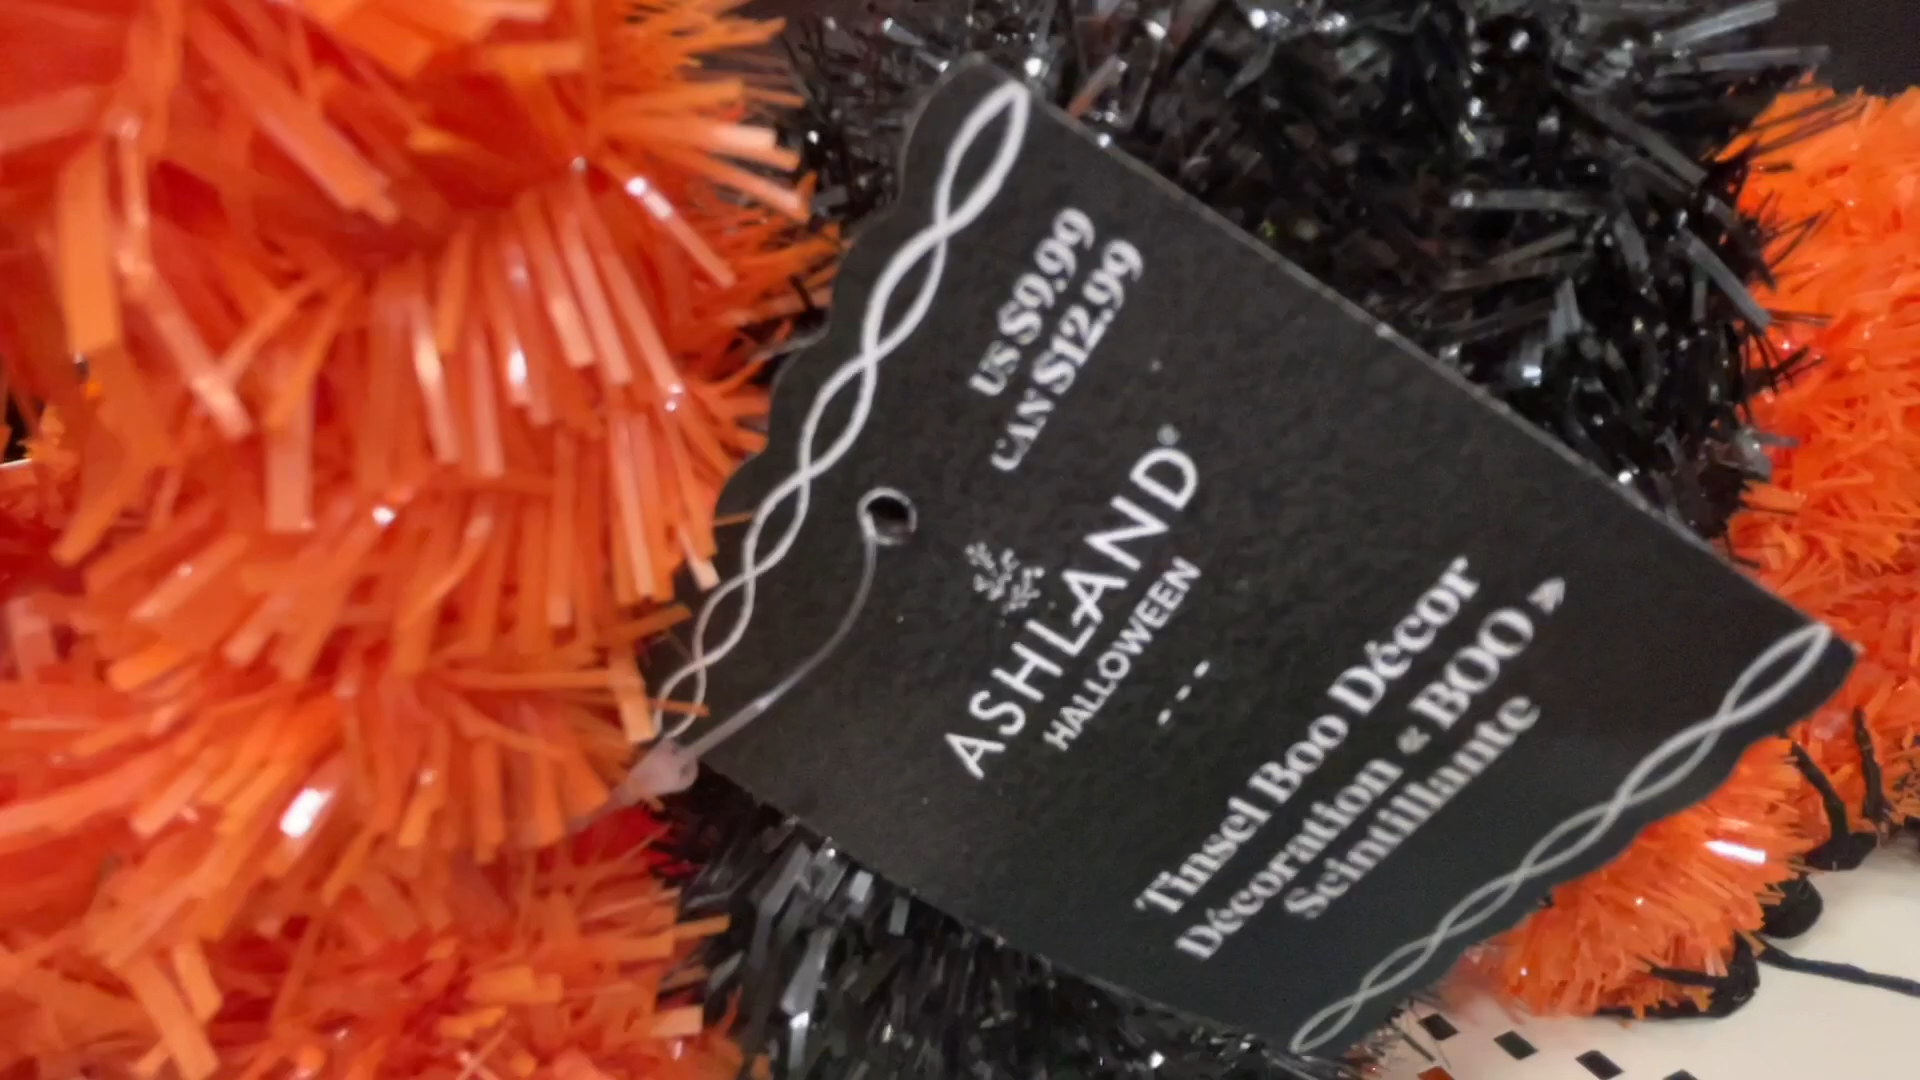 US $9.99
CAN $12.99
ASHLAND®
HALLOWEEN
Tinsel Boo Décor
Décoration « BOO »
Scintillante